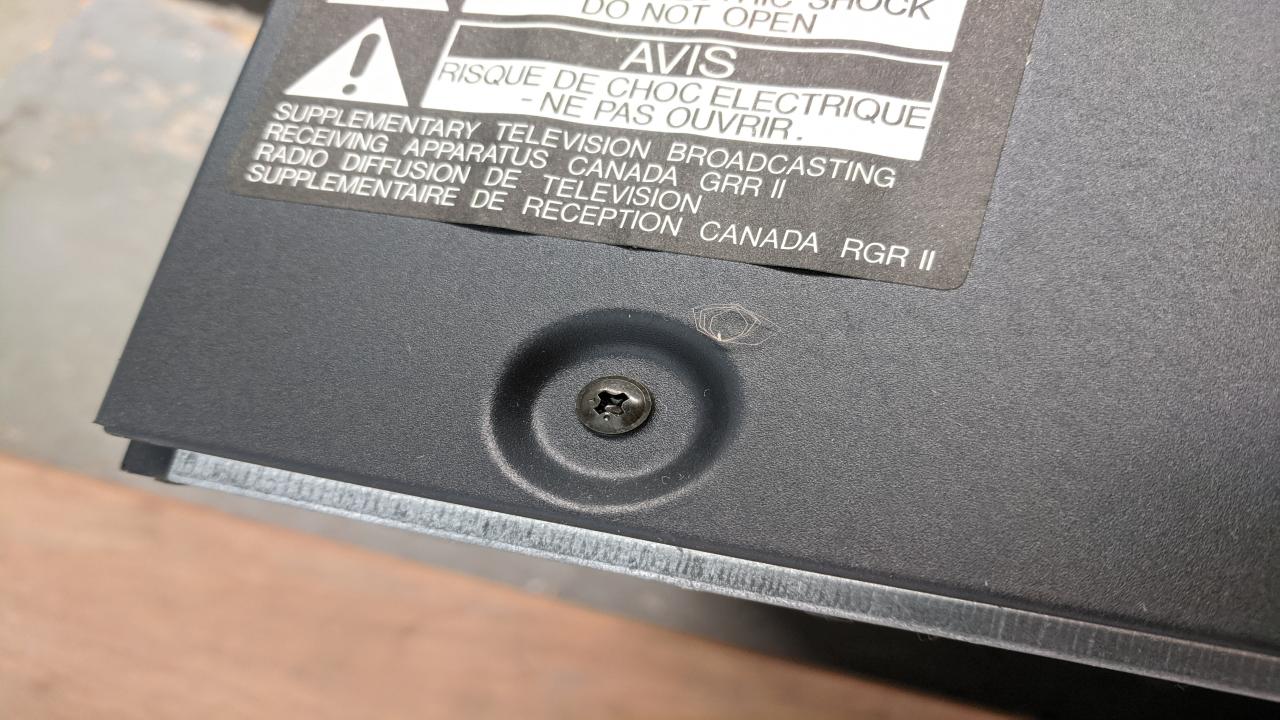 SHOCK
DO NOT OPEN
AVIS
RISQUE DE CHOC ELECTRIQUE
- NE PAS OUVRIR.
SUPPLEMENTARY TELEVISION BROADCASTING
RECEIVING APPARATUS CANADA GRR II
RADIO DIFFUSION DE TELEVISION
SUPPLEMENTAIRE DE RECEPTION CANADA RGR II